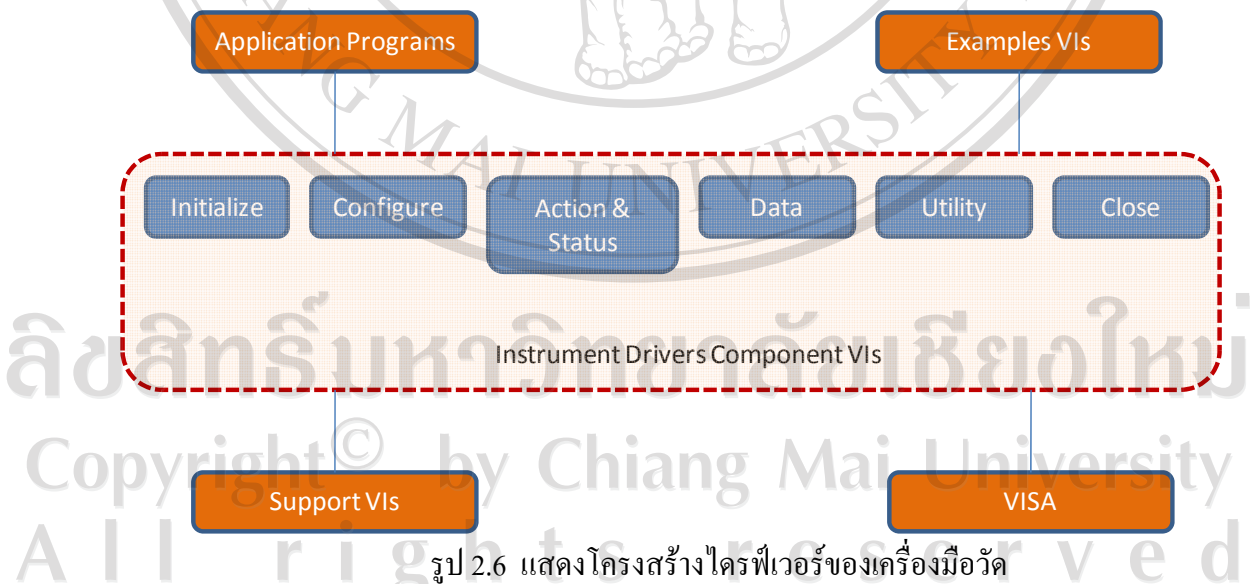 Application Programs
Examples VIs
NG MAI UNIVERSITY
Initialize
Configure
Action &
Status
Data
Utility
Close
Instrument Drivers Component VIs
ลิขสิทธิ์มหาวิทยาลัยเชียงใหม่
Copyright© by Chiang Mai University
Support VIs
VISA
All rights reserved
รูป 2.6 แสดงโครงสร้างไดรฟ์เวอร์ของเครื่องมือวัด